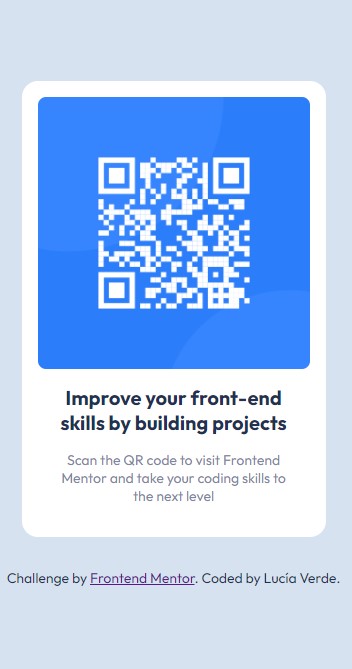 Improve your front-end
skills by building projects
Scan the QR code to visit Frontend
Mentor and take your coding skills to
the next level
Challenge by Frontend Mentor. Coded by Lucía Verde.